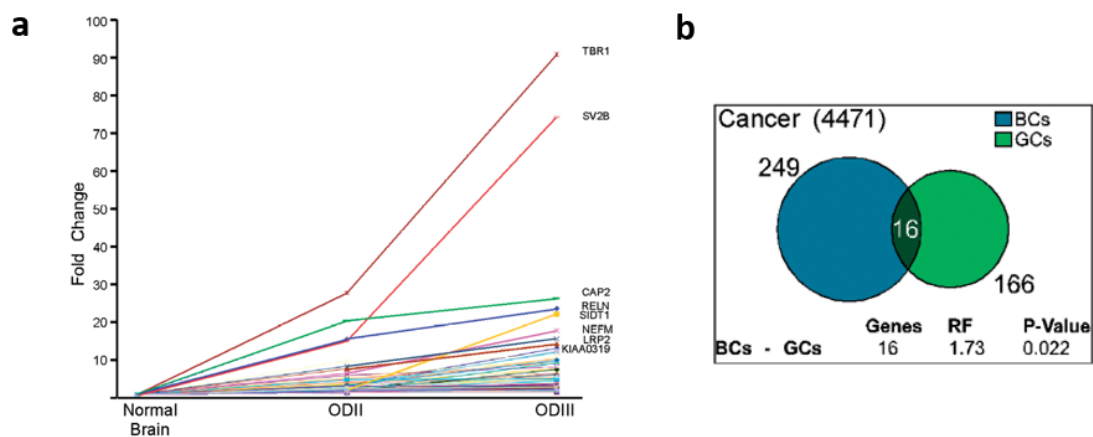 a
100
90
80
70
60
50
40
30
20
10
Fold Change
TBR1
SV2B
CAP2
RELN
SIDT1
NEFM
LRP2
KIAA0319
Normal Brain
ODII
ODIII
b
Cancer (4471)
BCs
GCs
249
16
166
Genes RF P-Value
BCs - GCs 16 1.73 0.022